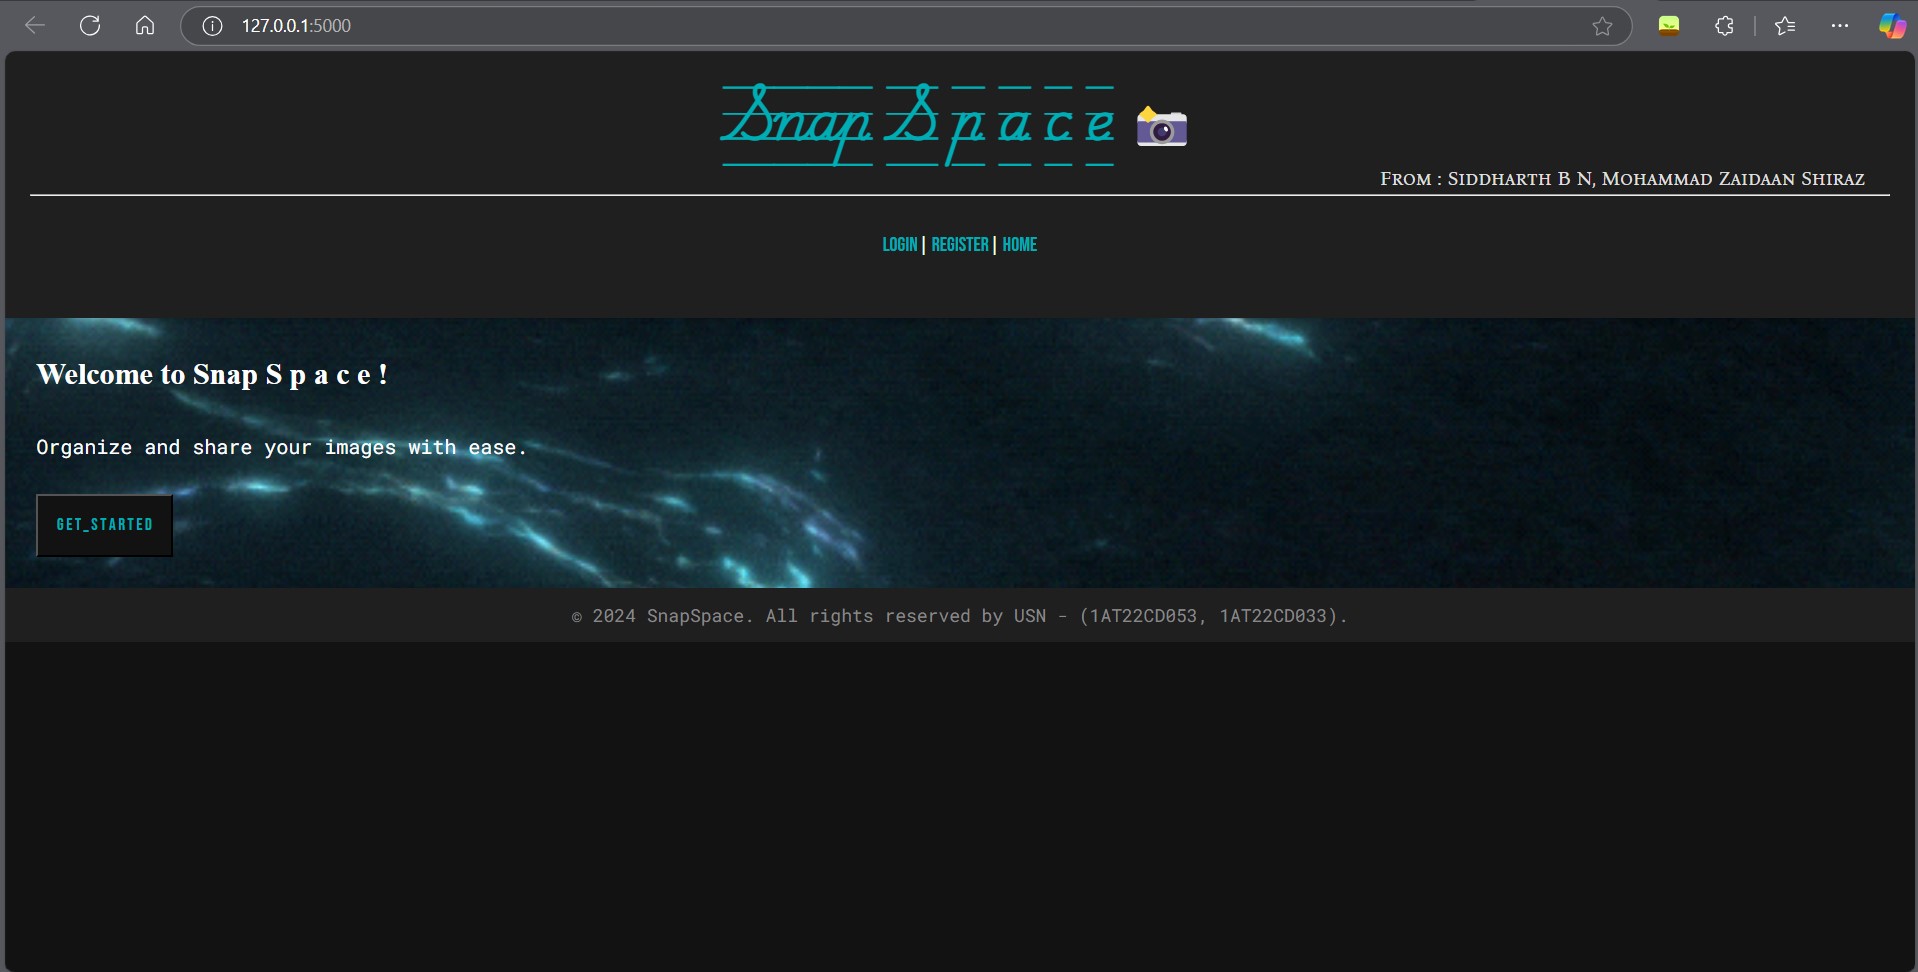 127.0.0.1:5000
Snap S p a c e
From : Siddharth B N, Mohammad Zaidaan Shiraz
LOGIN | REGISTER | HOME
Welcome to Snap S p a c e !
Organize and share your images with ease.
GET_STARTED
© 2024 SnapSpace. All rights reserved by USN - (1AT22CD053, 1AT22CD033).